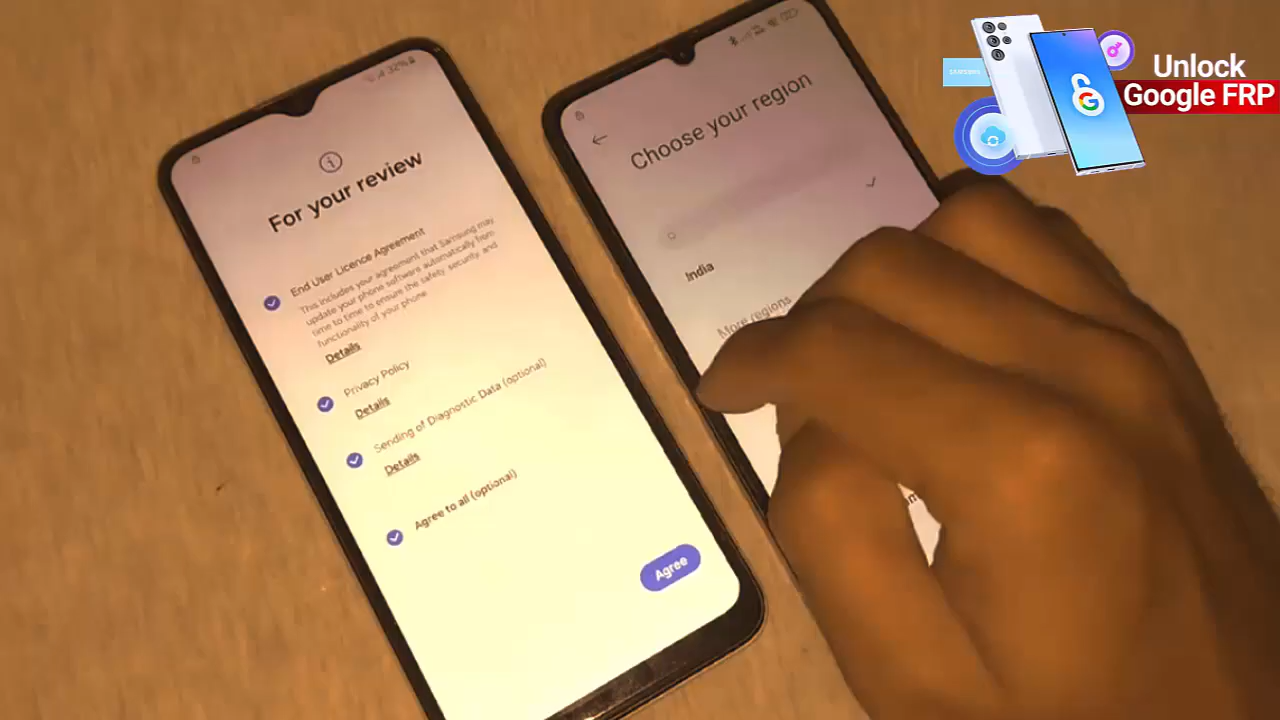 32%
For your review
End User Licence Agreement
This includes your agreement that Samsung may
update your phone software automatically from
time to time to ensure the safety, security, and
functionality of your phone.
Details
Privacy Policy
Details
Sending of Diagnostic Data (optional)
Details
Agree to all (optional)
Agree
Choose your region
India
More regions
SAMSUNG
Unlock
Google FRP